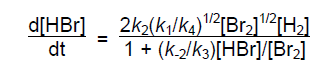 d[HBr]/dt = 2k₂(k₁/k₄)^1/2[Br₂]^1/2[H₂] / 1 + (k₋₂/k₃)[HBr]/[Br₂]